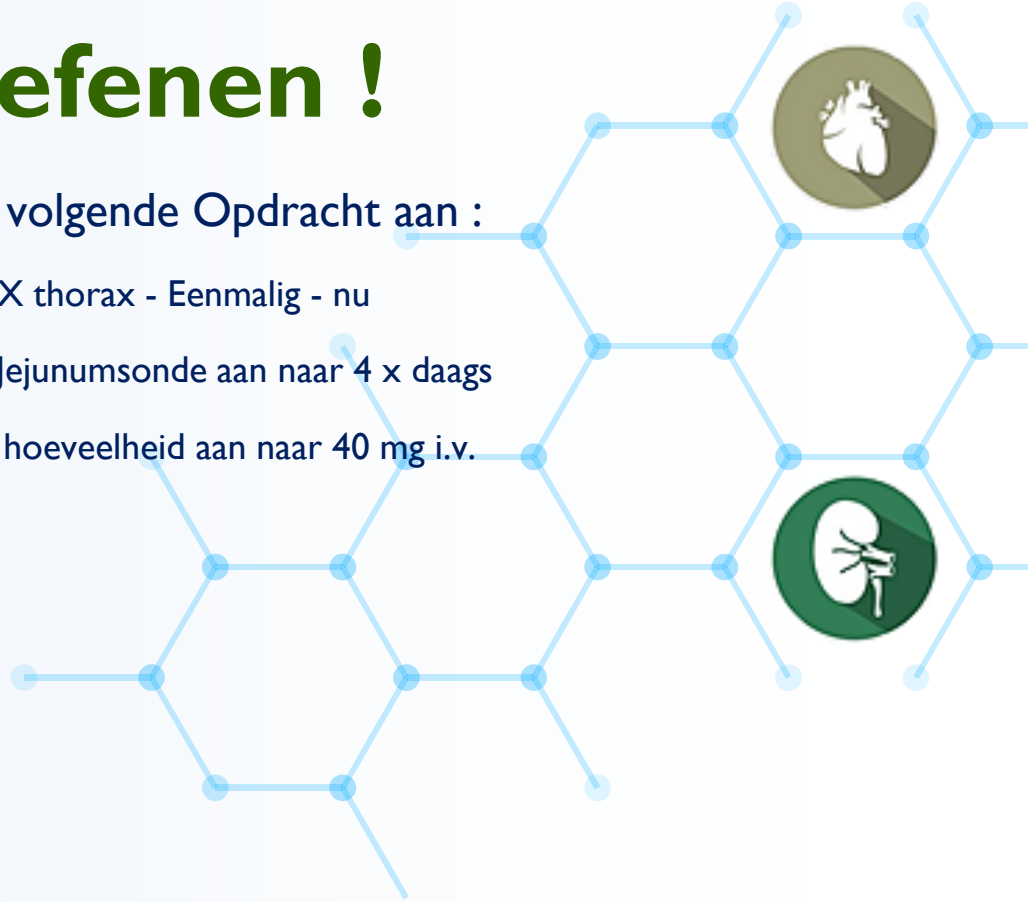 efenen !
volgende Opdracht aan :
X thorax - Eenmalig - nu
Jejunumsonde aan naar 4 x daags
hoeveelheid aan naar 40 mg i.v.